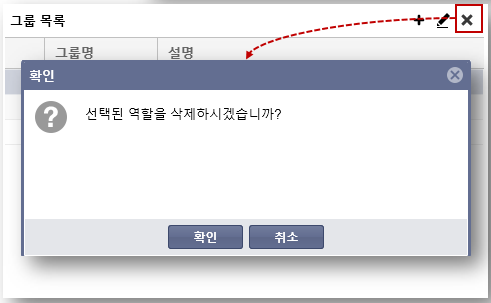 그룹 목록
그룹명 설명
확인
선택된 역할을 삭제하시겠습니까?
확인 취소